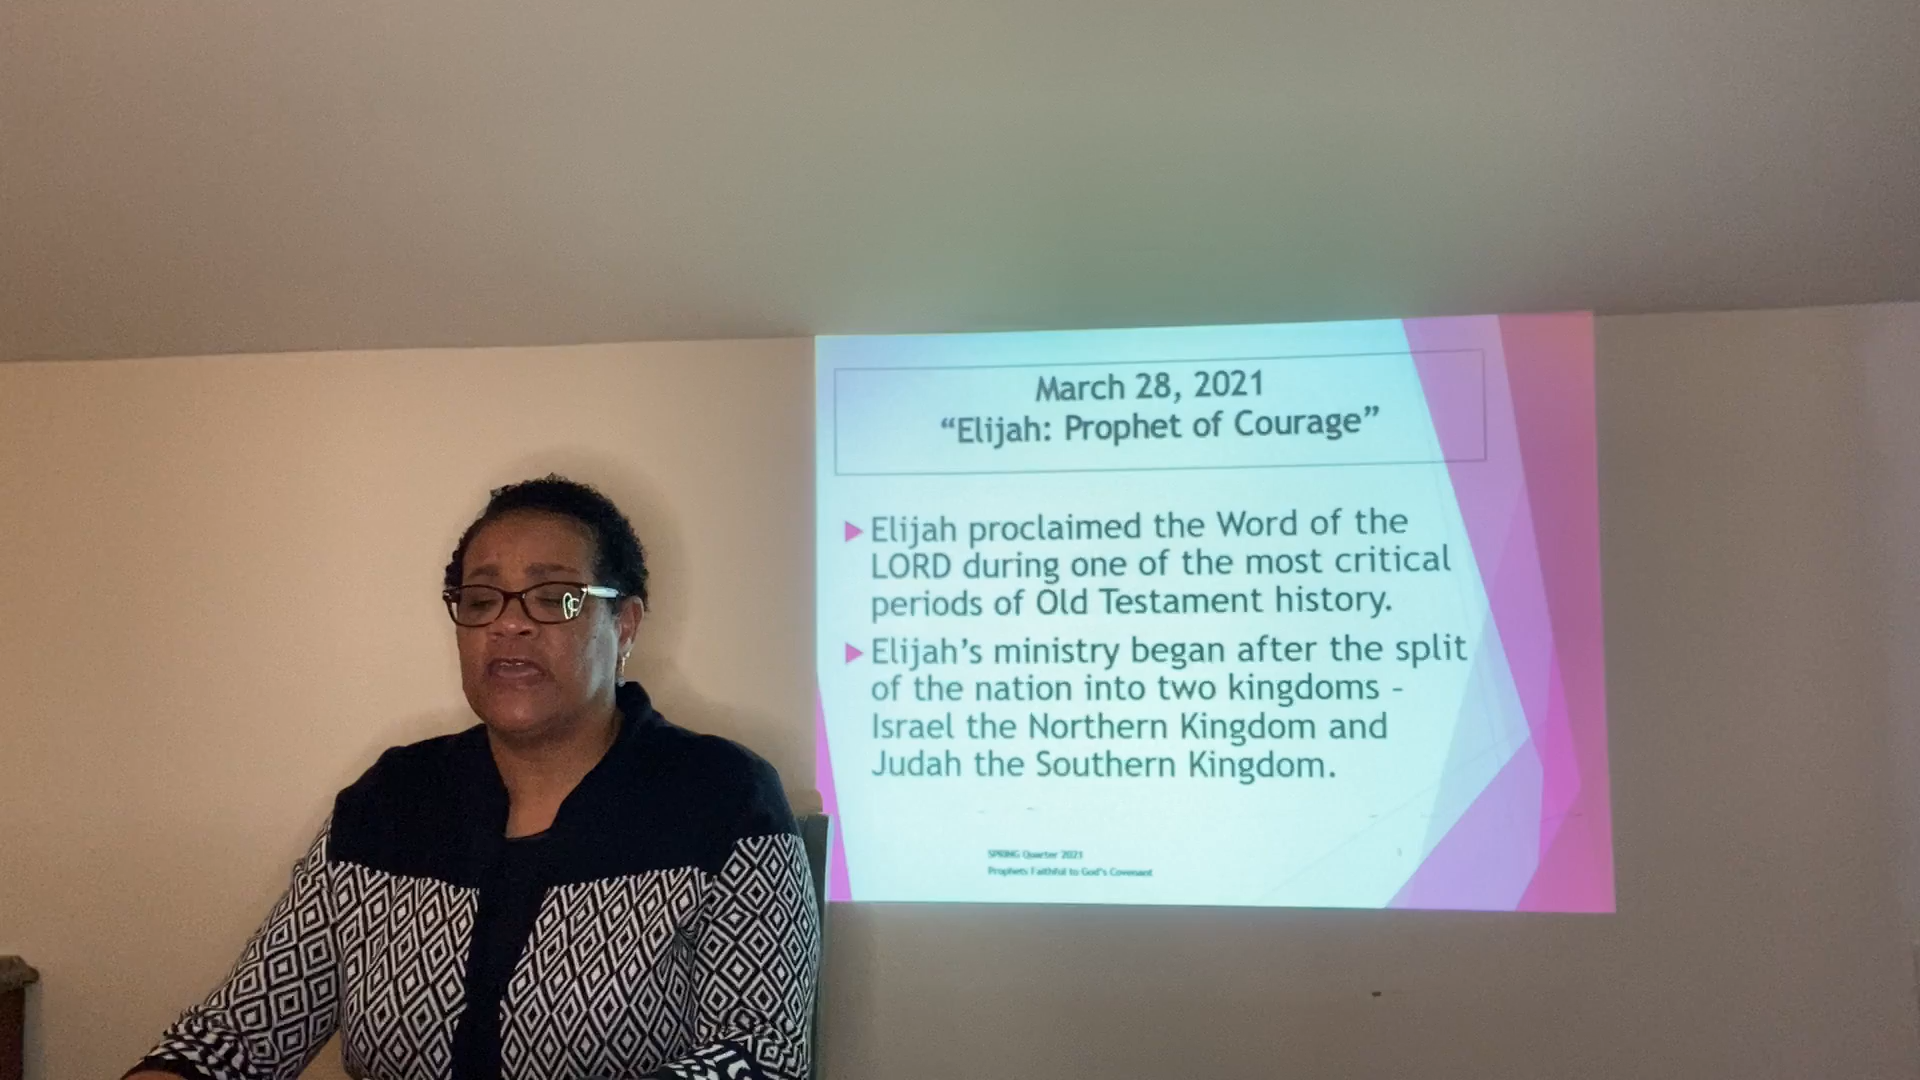 March 28, 2021
“Elijah: Prophet of Courage”
Elijah proclaimed the Word of the
LORD during one of the most critical
periods of Old Testament history.
Elijah’s ministry began after the split
of the nation into two kingdoms –
Israel the Northern Kingdom and
Judah the Southern Kingdom.
SPRING Quarter 2021
Prophets Faithful to God's Covenant